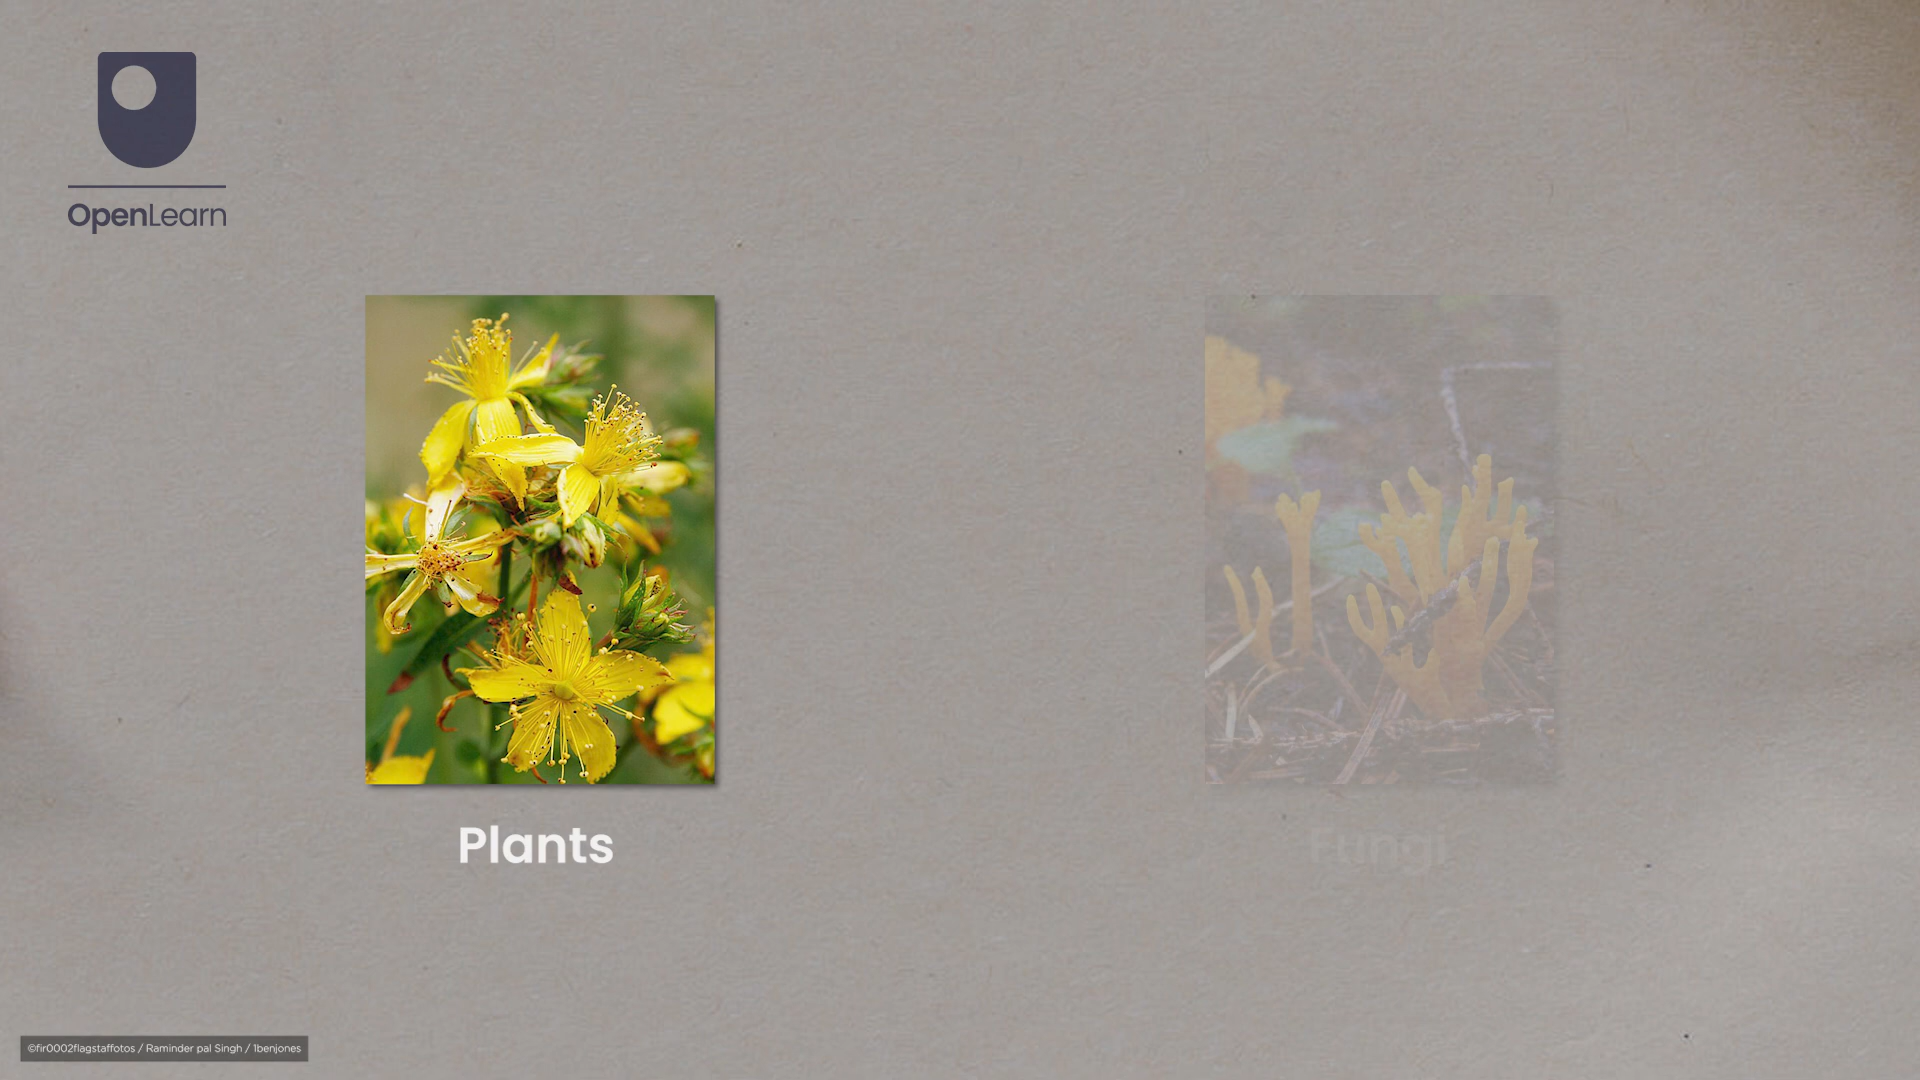 OpenLearn
Plants
Fungi
©fir0002flagstaffotos / Raminder pal Singh / 1benjones